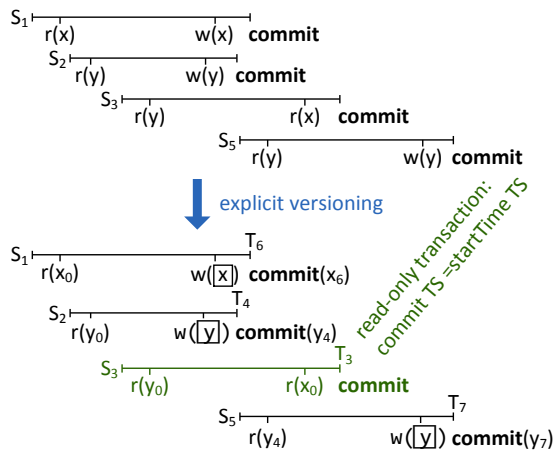 S₁
r(x) w(x) commit
S₂
r(y) w(y) commit
S₃
r(y) r(x) commit
S₅
r(y) w(y) commit
explicit versioning
read-only transaction:
commit TS =startTime TS
S₁ T₆
r(x₀) w(x) commit(x₆)
S₂ T₄
r(y₀) w(y) commit(y₄)
S₃ T₃
r(y₀) r(x₀) commit
S₅ T₇
r(y₄) w(y) commit(y₇)